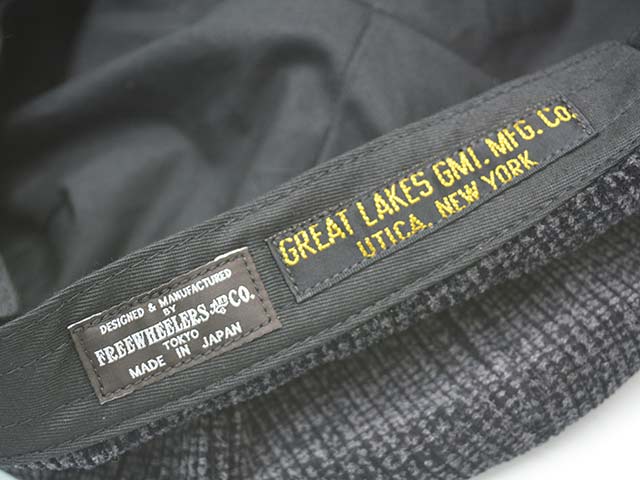 GREAT LAKES GMT. MFG. Co.
UTICA, NEW YORK
DESIGNED & MANUFACTURED
BY
FREEWHEELERS AND CO.
TOKYO
MADE IN JAPAN